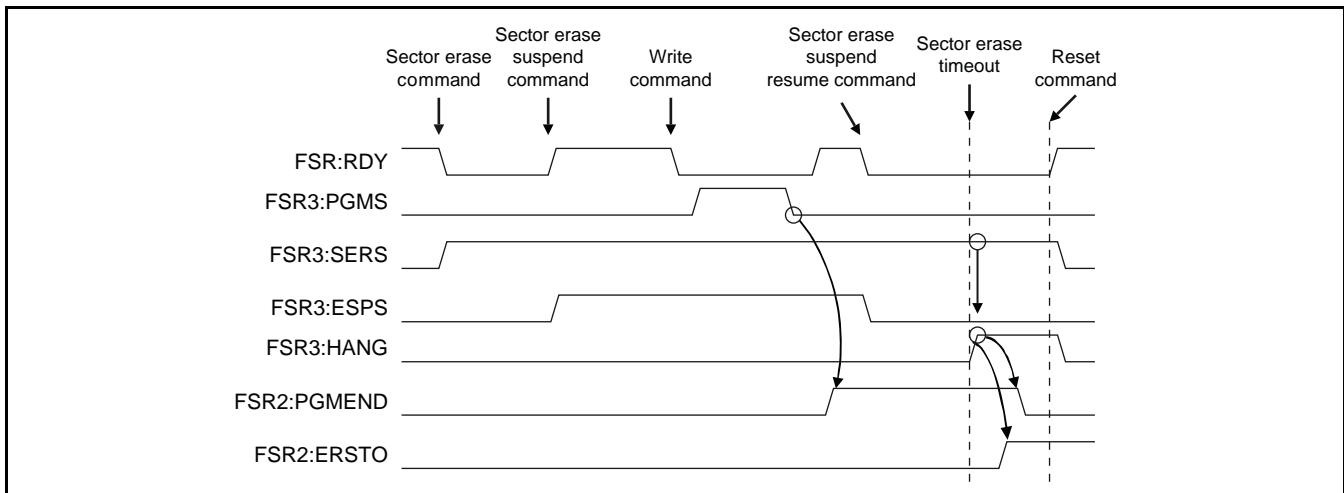 Sector erase
command
Sector erase
suspend
command
Write
command
Sector erase
suspend
resume command
Sector erase
timeout
Reset
command
FSR:RDY
FSR3:PGMS
FSR3:SERS
FSR3:ESPS
FSR3:HANG
FSR2:PGMEND
FSR2:ERSTO